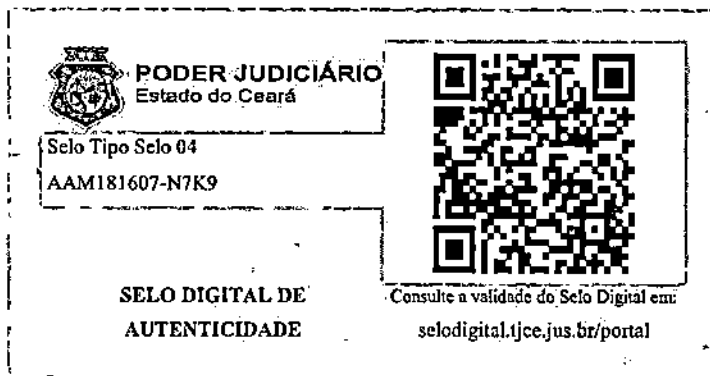 PODER JUDICIÁRIO
Estado do Ceará
Selo Tipo Selo 04
AAM181607-N7K9
SELO DIGITAL DE
AUTENTICIDADE
Consulte a validade do Selo Digital em:
selodigital.tjce.jus.br/portal